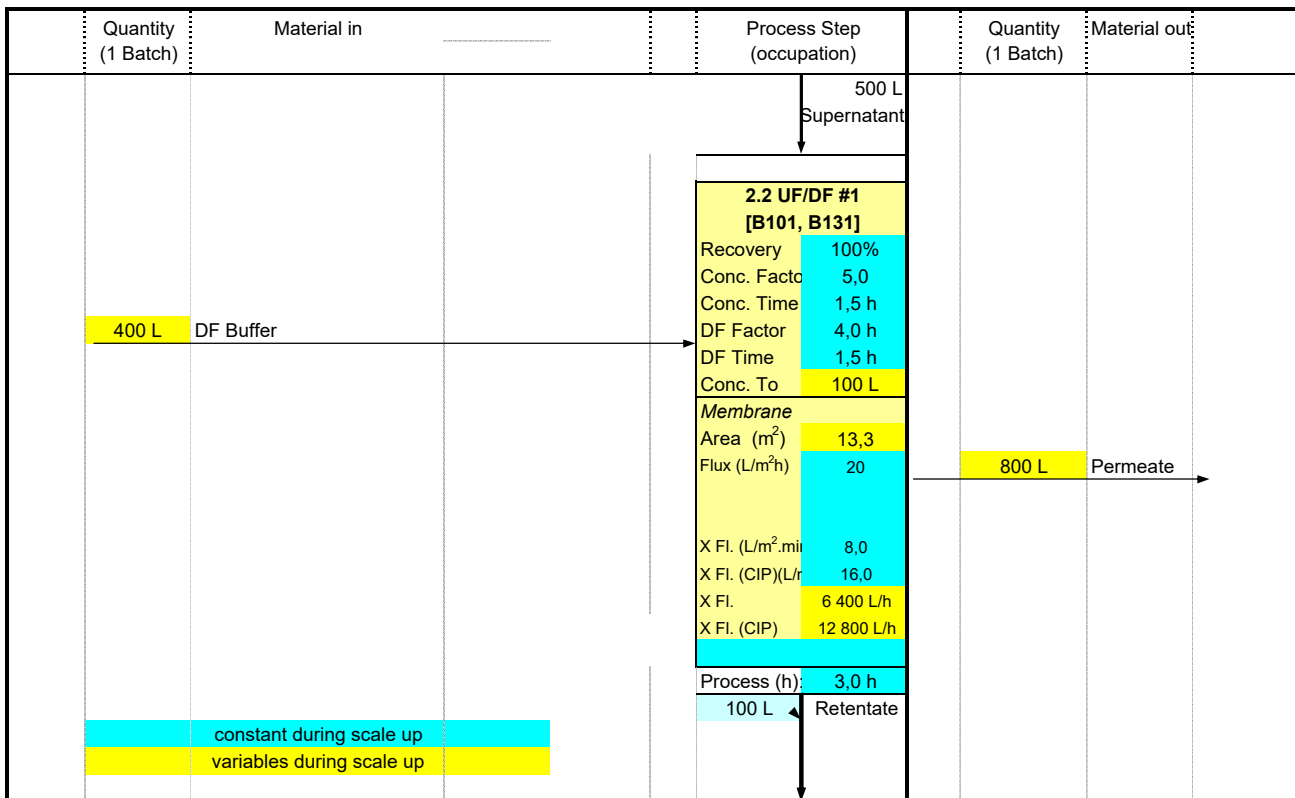 Quantity Material in Process Step Quantity Material out
(1 Batch) (occupation) (1 Batch)
500 L
Supernatant
2.2 UF/DF #1
[B101, B131]
Recovery 100%
Conc. Facto 5,0
Conc. Time 1,5 h
400 L DF Buffer DF Factor 4,0 h
DF Time 1,5 h
Conc. To 100 L
Membrane
Area (m²) 13,3
Flux (L/m²h) 20 800 L Permeate
X Fl. (L/m².min 8,0
X Fl. (CIP)(L/r 16,0
X Fl. 6 400 L/h
X Fl. (CIP) 12 800 L/h
Process (h): 3,0 h
100 L Retentate
constant during scale up
variables during scale up